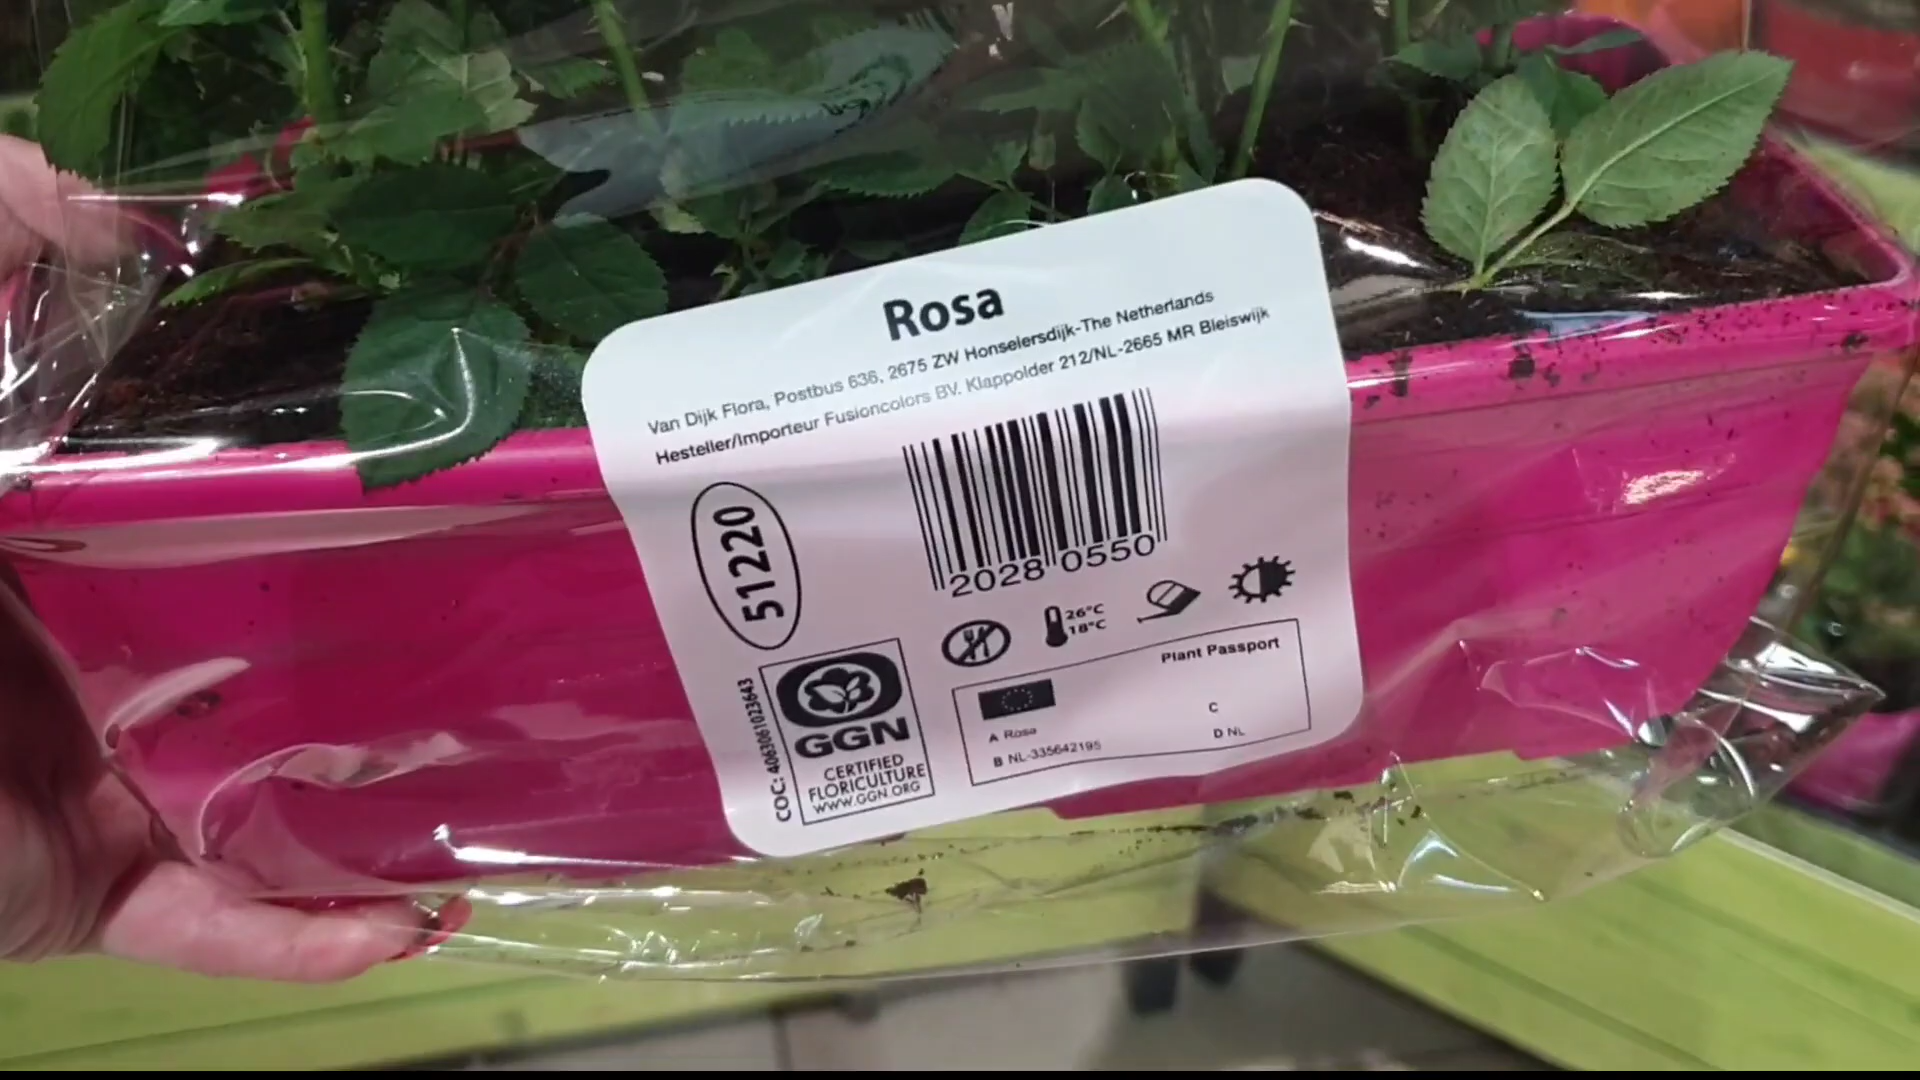 Rosa
Van Dijk Flora, Postbus 636, 2675 ZW Honselersdijk-The Netherlands
Hesteller/Importeur Fusioncolors BV. Klappolder 212/NL-2665 MR Bleiswijk
51220
2028 0550
26°C
18°C
COC: 4063061023643
GGN
CERTIFIED
FLORICULTURE
WWW.GGN.ORG
Plant Passport
A Rosa
C
B NL-335642195
D NL